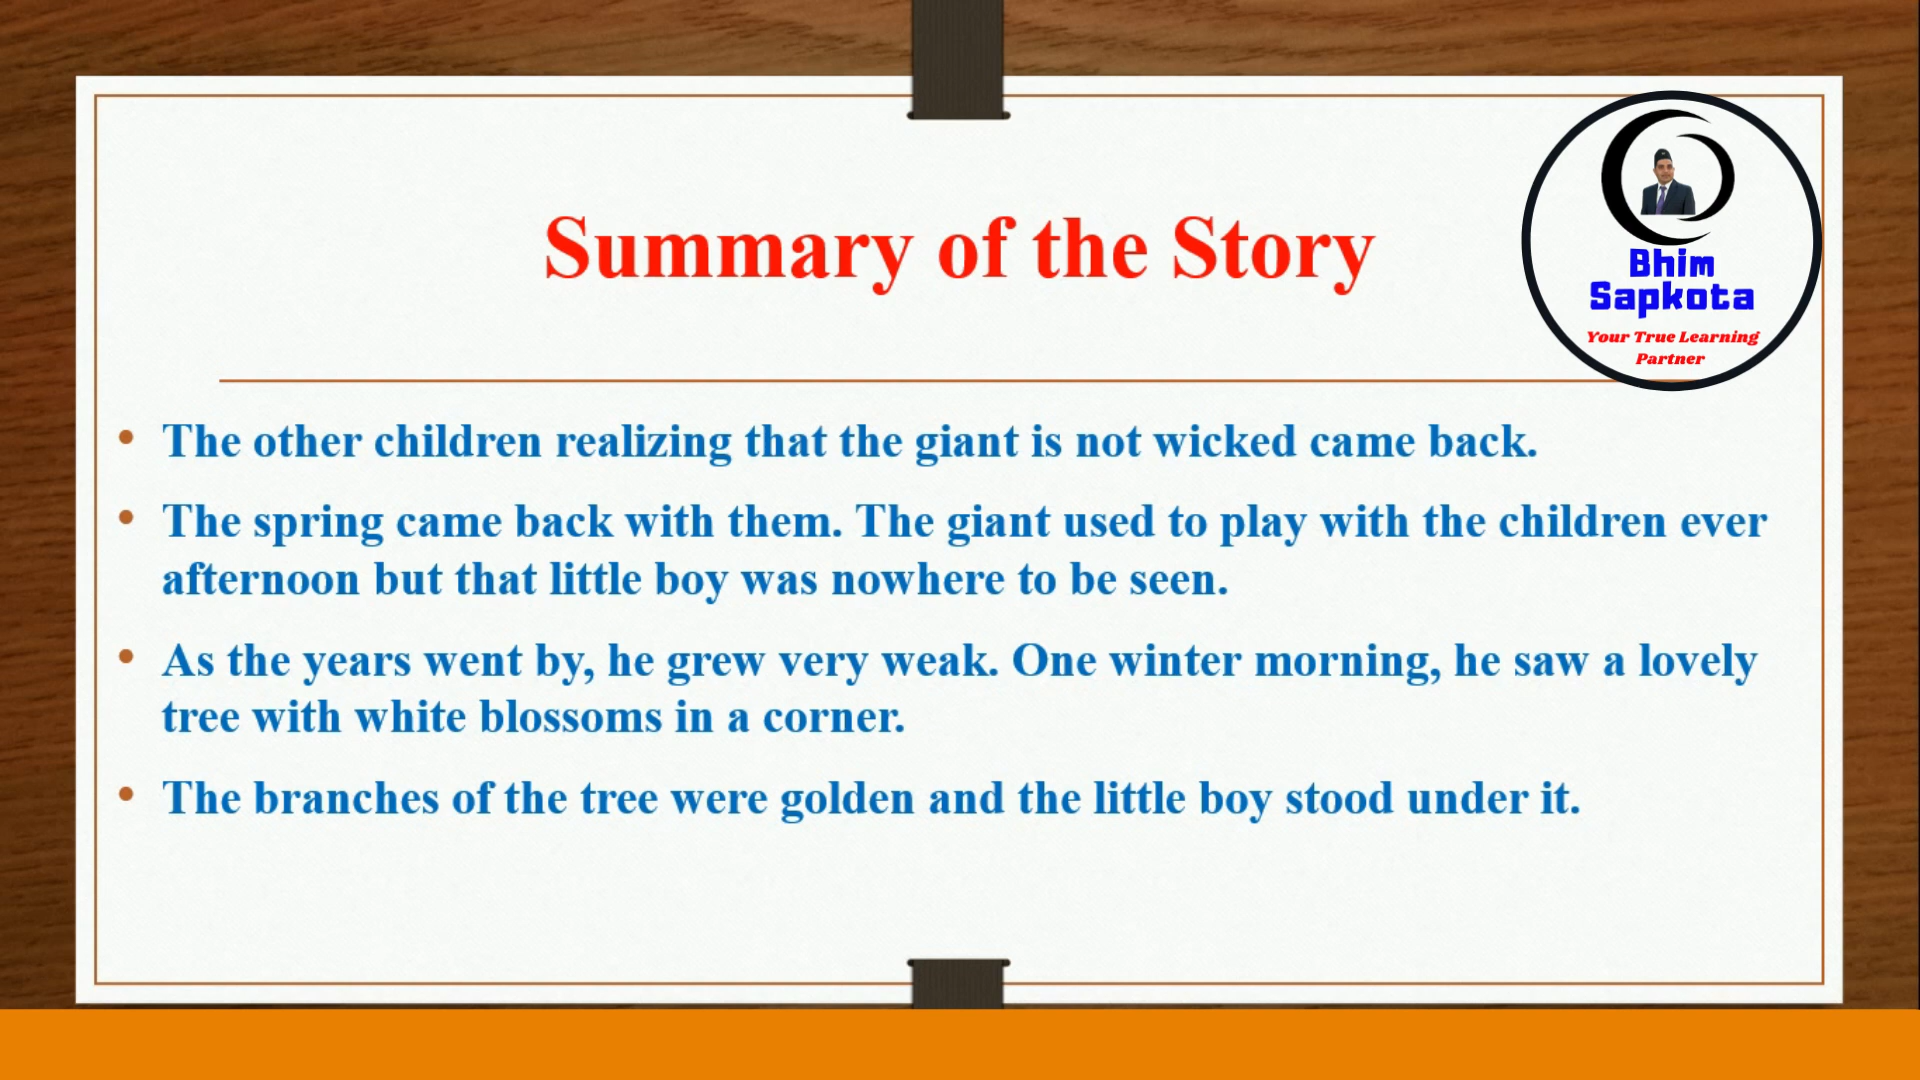 Summary of the Story
Bhim
Sapkota
Your True Learning
Partner
• The other children realizing that the giant is not wicked came back.
• The spring came back with them. The giant used to play with the children ever
afternoon but that little boy was nowhere to be seen.
• As the years went by, he grew very weak. One winter morning, he saw a lovely
tree with white blossoms in a corner.
• The branches of the tree were golden and the little boy stood under it.